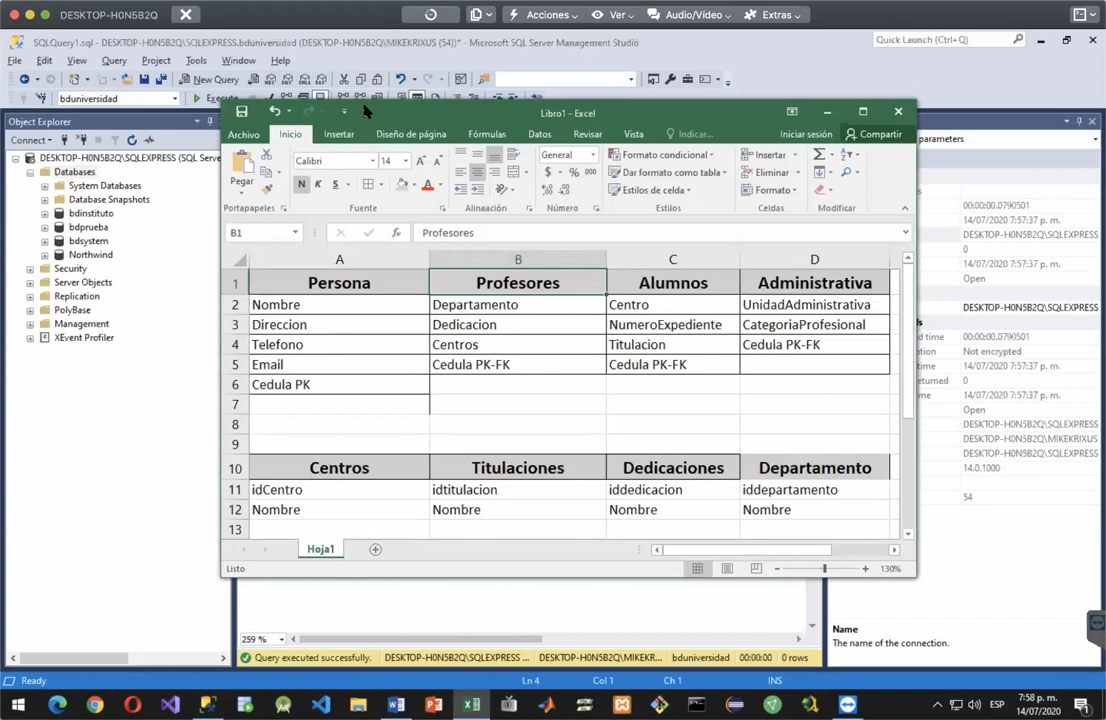 DESKTOP-H0N5B2Q
Acciones
Ver
Audio/Vídeo
Extras
SQLQuery1.sql - DESKTOP-H0N5B2Q\SQLEXPRESS.bduniversidad (DESKTOP-H0N5B2Q\MIKEKRIXUS (54))* - Microsoft SQL Server Management Studio
Quick Launch (Ctrl+Q)
File Edit View Query Project Tools Window Help
New Query
bduniversidad
Execute
Object Explorer
Connect
DESKTOP-H0N5B2Q\SQLEXPRESS (SQL Serve
Databases
System Databases
Database Snapshots
bdinstituto
bdprueba
bdsystem
Northwind
Security
Server Objects
Replication
PolyBase
Management
XEvent Profiler
Libro1 - Excel
Archivo Inicio Insertar Diseño de página Fórmulas Datos Revisar Vista Indicar... Iniciar sesión Compartir
Pegar
Calibri 14
N K S
General
$ % 000
Formato condicional
Dar formato como tabla
Estilos de celda
Insertar
Eliminar
Formato
Portapapeles Fuente Alineación Número Estilos Celdas Modificar
B1 fx Profesores
A B C D
1 Persona Profesores Alumnos Administrativa
2 Nombre Departamento Centro UnidadAdministrativa
3 Direccion Dedicacion NumeroExpediente CategoriaProfesional
4 Telefono Centros Titulacion Cedula PK-FK
5 Email Cedula PK-FK Cedula PK-FK
6 Cedula PK
7
8
9
10 Centros Titulaciones Dedicaciones Departamento
11 idCentro idtitulacion iddedicacion iddepartamento
12 Nombre Nombre Nombre Nombre
13
Hoja1
Listo
130%
parameters
00:00:00.0790501
14/07/2020 7:57:37 p. m.
DESKTOP-H0N5B2Q\SQLEXPRESS
0
14/07/2020 7:57:37 p. m.
Open
DESKTOP-H0N5B2Q\SQLEXPRESS
00:00:00.0790501
Not encrypted
14/07/2020 7:57:37 p. m.
0
14/07/2020 7:57:37 p. m.
Open
DESKTOP-H0N5B2Q\SQLEXPRESS
DESKTOP-H0N5B2Q\MIKEKRIXUS
DESKTOP-H0N5B2Q\SQLEXPRESS
14.0.1000
54
Name
The name of the connection.
259 %
Query executed successfully. DESKTOP-H0N5B2Q\SQLEXPRESS ... DESKTOP-H0N5B2Q\MIKEKR... bduniversidad 00:00:00 0 rows
Ready Ln 4 Col 1 Ch 1 INS
ESP
7:58 p. m.
14/07/2020